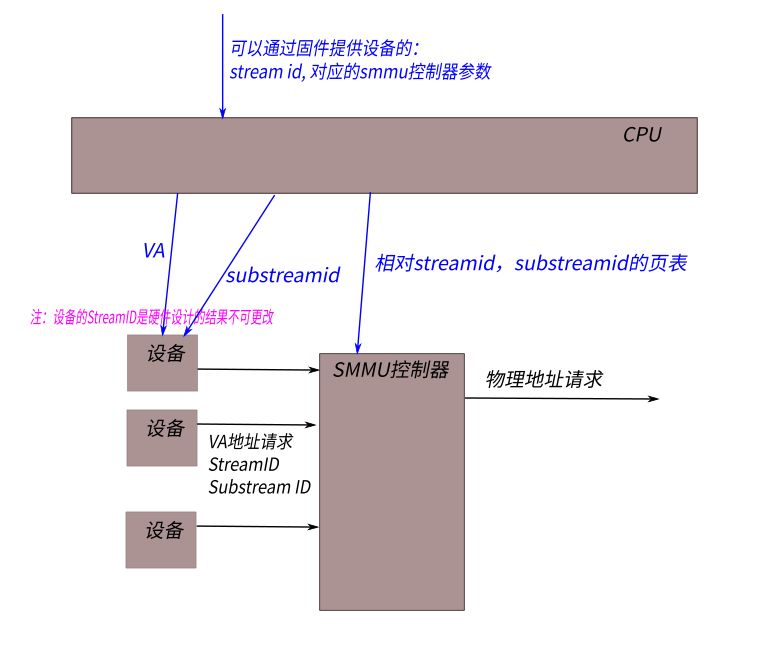 可以通过固件提供设备的：
stream id, 对应的smmu控制器参数
CPU
VA
substreamid
相对streamid，substreamid的页表
注：设备的StreamID是硬件设计的结果不可更改
设备
SMMU控制器
物理地址请求
设备
VA地址请求
StreamID
Substream ID
设备